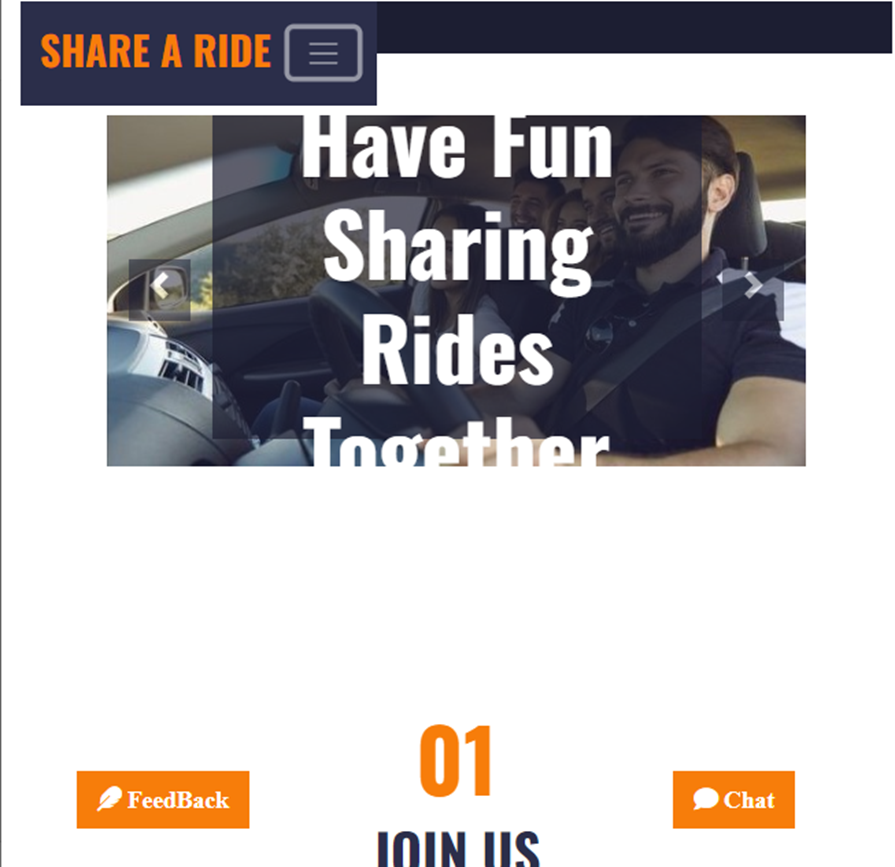 SHARE A RIDE
Have Fun
Sharing
Rides
Together
01
FeedBack
Chat
JOIN US